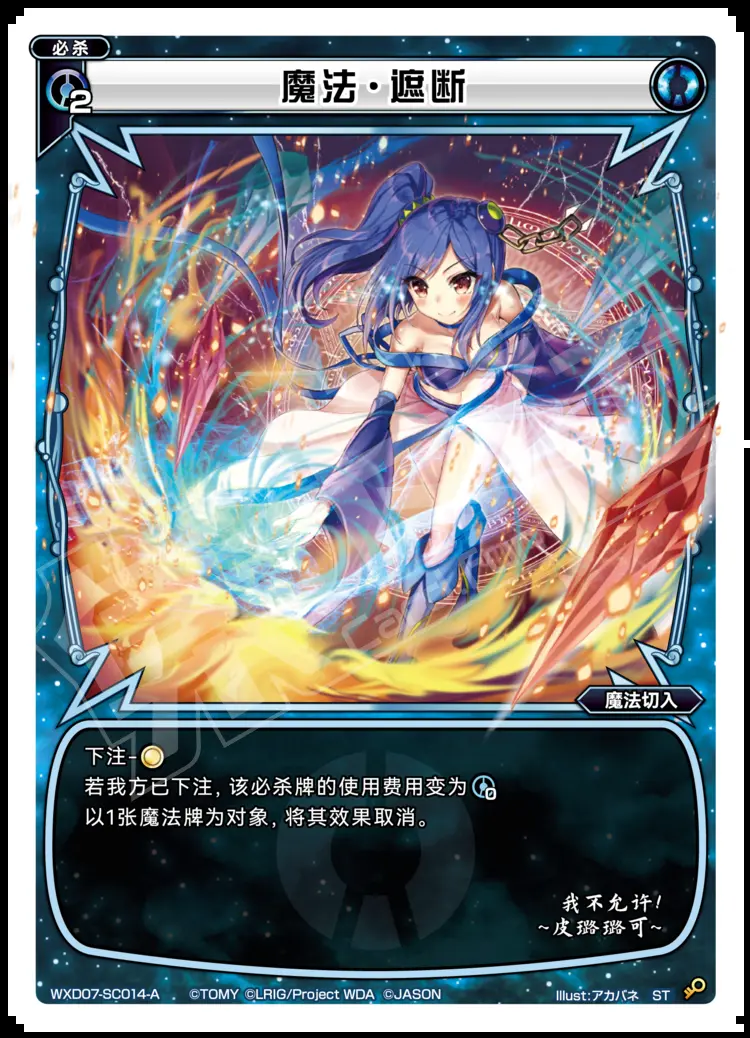 必杀
2
魔法·遮断
魔法切入
下注-
若我方已下注, 该必杀牌的使用费用变为0
以1张魔法牌为对象, 将其效果取消。
我不允许!
~皮璐璐可~
WXD07-SC014-A ©TOMY ©LRIG/Project WDA ©JASON Illust:アカバネ ST